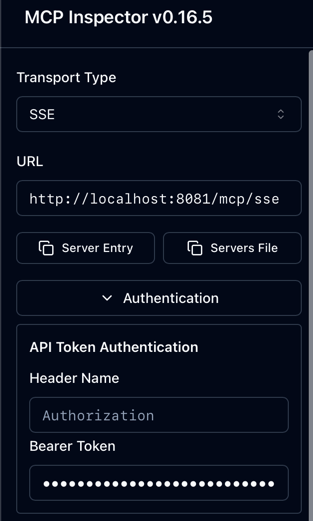 MCP Inspector v0.16.5
Transport Type
SSE
URL
http://localhost:8081/mcp/sse
Server Entry Servers File
Authentication
API Token Authentication
Header Name
Authorization
Bearer Token
••••••••••••••••••••••••••••